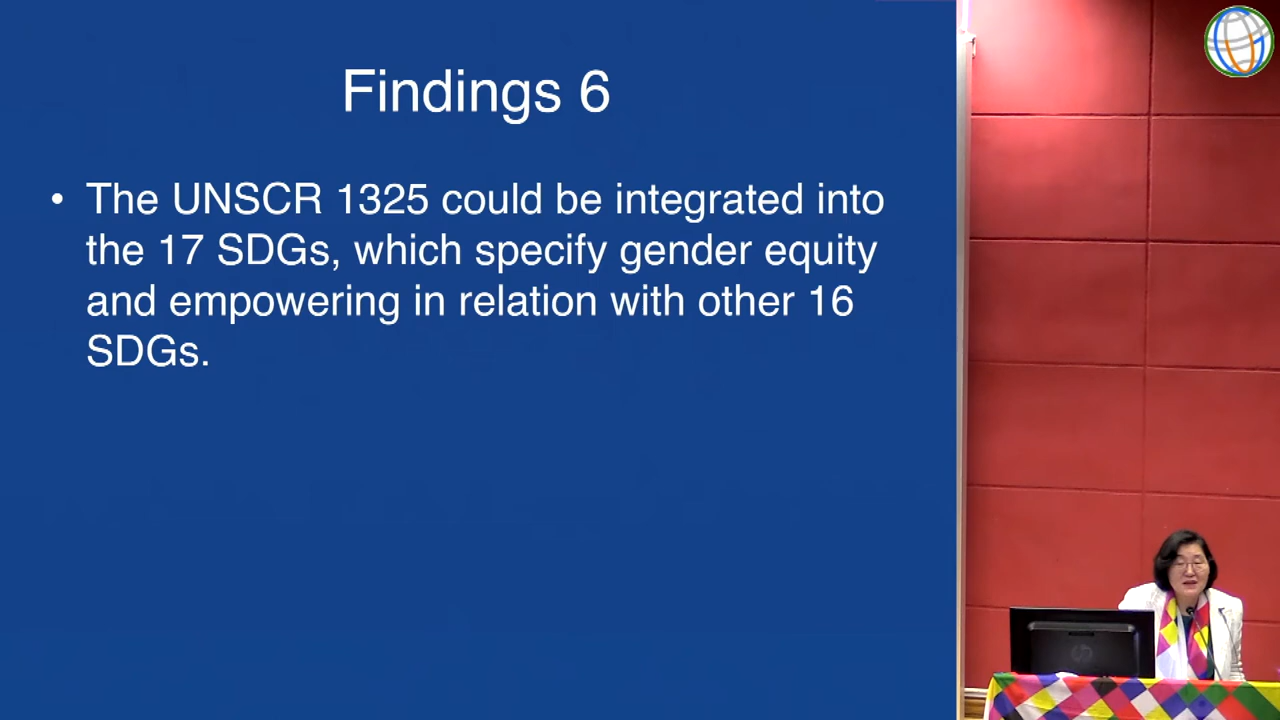 Findings 6
• The UNSCR 1325 could be integrated into
the 17 SDGs, which specify gender equity
and empowering in relation with other 16
SDGs.
hp